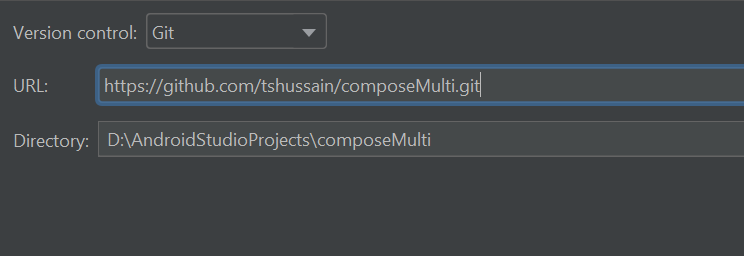 Version control: Git
URL: https://github.com/tshussain/composeMulti.git
Directory: D:\AndroidStudioProjects\composeMulti